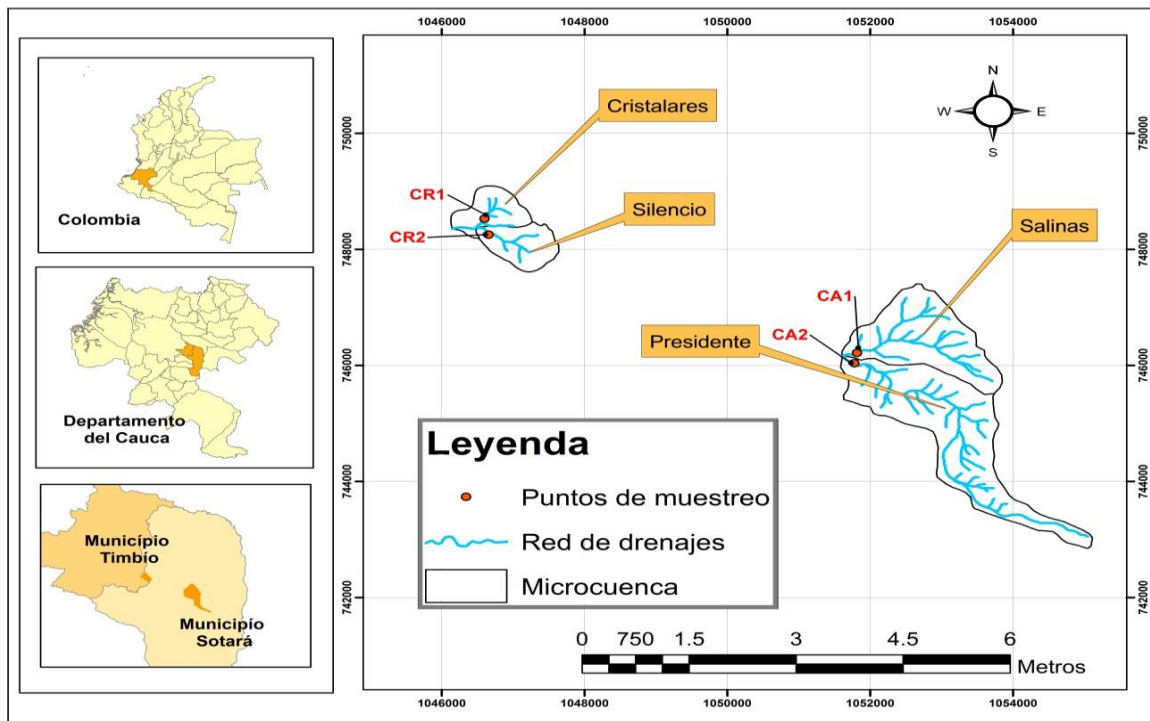 Colombia
Departamento
del Cauca
Município
Timbío
Municipío
Sotará
1046000 1048000 1050000 1052000 1054000
750000
748000
746000
744000
742000
750000
748000
746000
744000
742000
N
W E
S
Cristalares
CR1
Silencio
CR2
Salinas
CA1
Presidente
CA2
Leyenda
Puntos de muestreo
Red de drenajes
Microcuenca
0 750 1.5 3 4.5 6
Metros
1046000 1048000 1050000 1052000 1054000